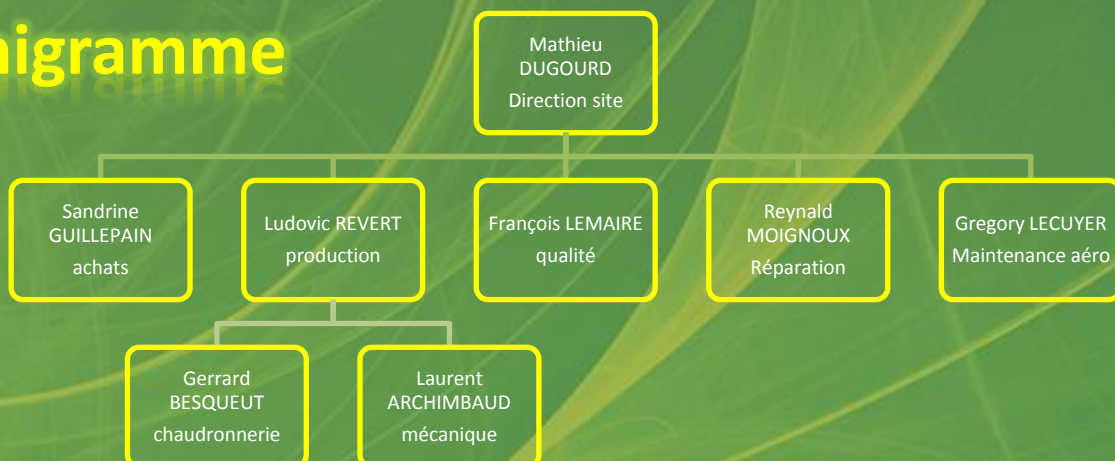 nigramme
Mathieu
DUGOURD
Direction site
Sandrine
GUILLEPAIN
achats
Ludovic REVERT
production
François LEMAIRE
qualité
Reynald
MOIGNOUX
Réparation
Gregory LECUYER
Maintenance aéro
Gerrard
BESQUEUT
chaudronnerie
Laurent
ARCHIMBAUD
mécanique